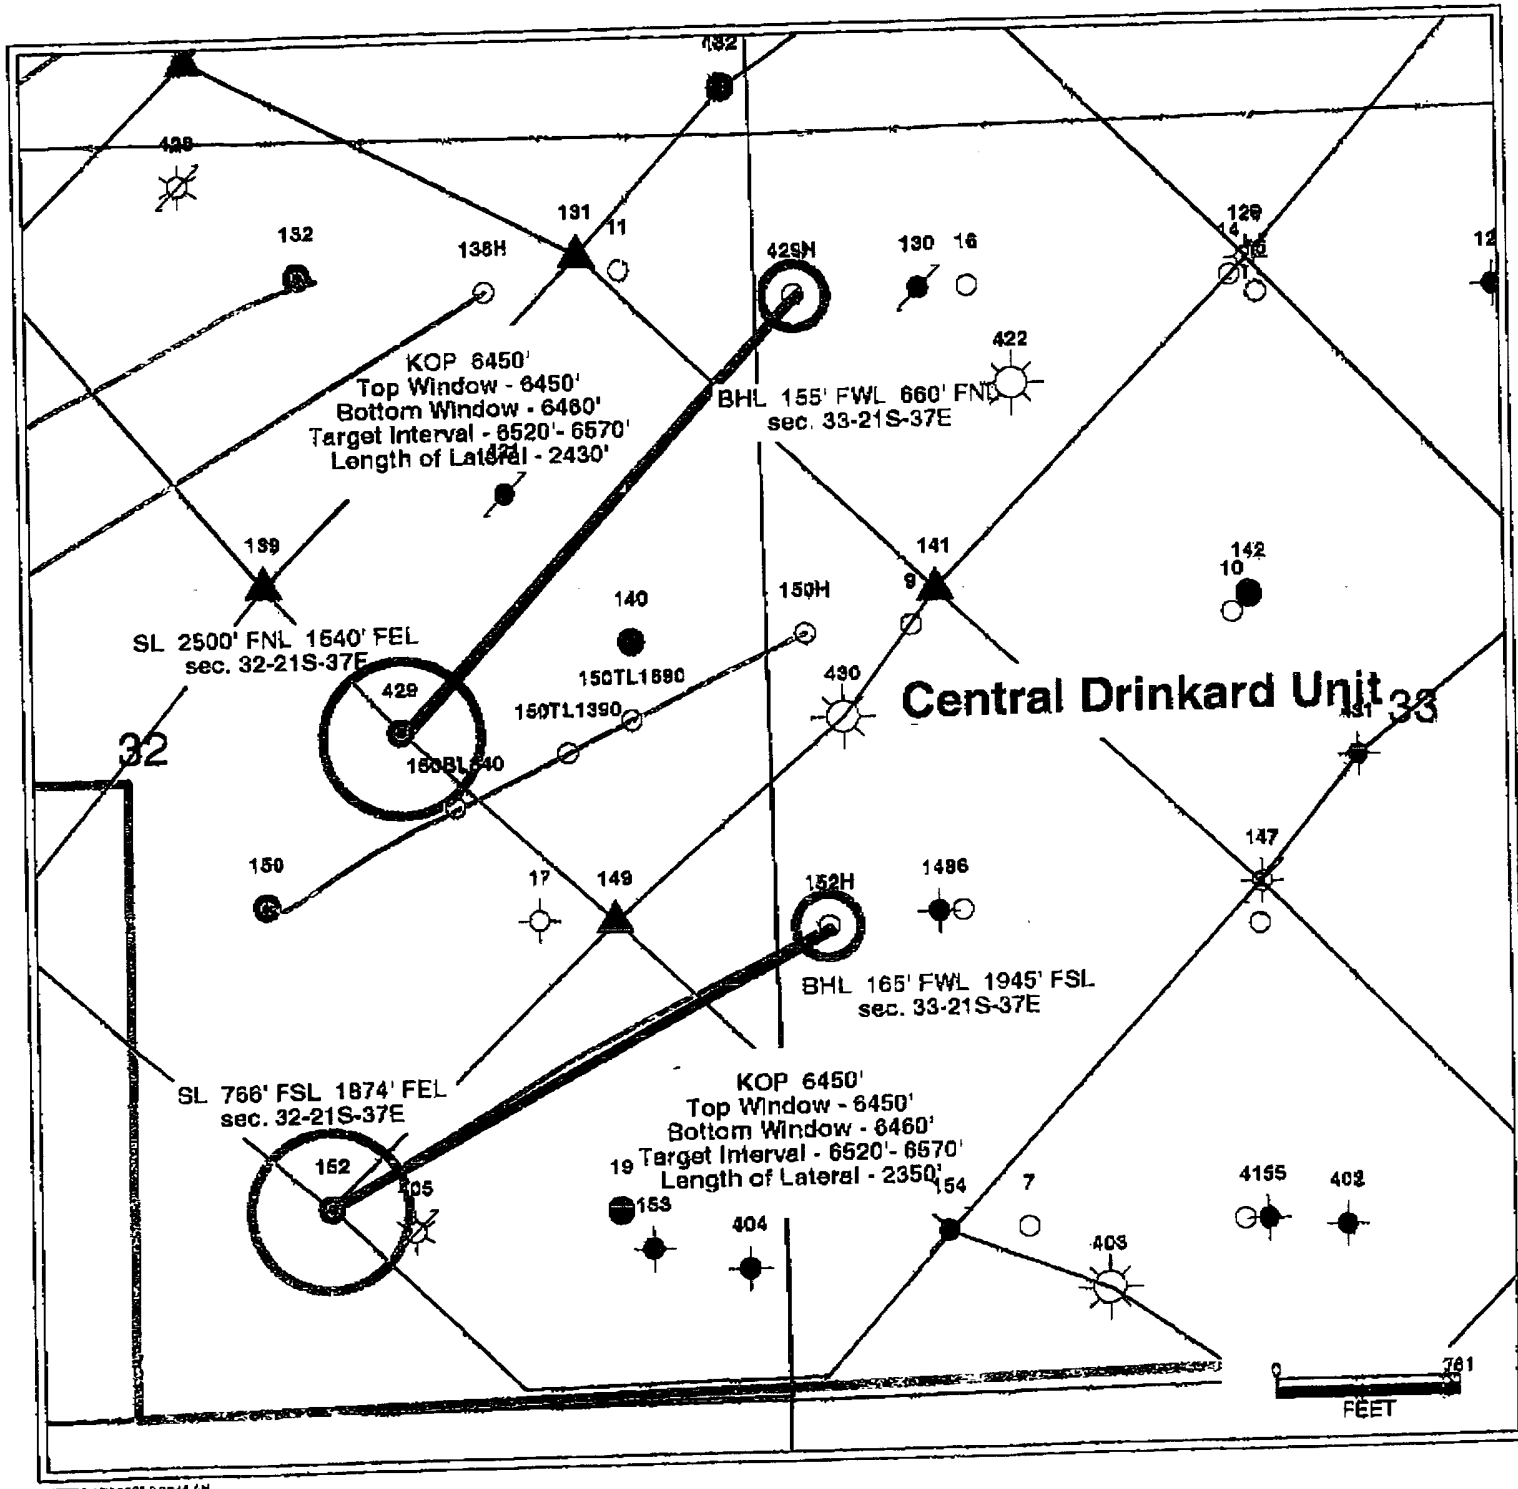 132
428
132
138H
131
11
429H
130
16
129
14
12
422
KOP 6450'
Top Window - 6450'
Bottom Window - 6460'
Target Interval - 6520'- 6570'
Length of Lateral - 2430'
BHL 155' FWL 660' FNL
sec. 33-21S-37E
139
140
150H
141
9
142
10
SL 2500' FNL 1540' FEL
sec. 32-21S-37E
429
150TL1690
150TL1390
430
Central Drinkard Unit
33
431
32
150BL840
150
17
149
152H
1486
147
BHL 165' FWL 1945' FSL
sec. 33-21S-37E
SL 766' FSL 1874' FEL
sec. 32-21S-37E
KOP 6450'
Top Window - 6450'
Bottom Window - 6460'
Target Interval - 6520'- 6570'
Length of Lateral - 2350'
152
405
19
153
404
154
7
4155
402
403
0
761
FEET